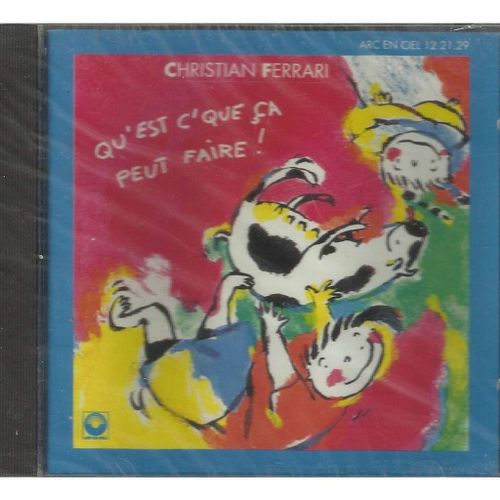 ARC EN CIEL 12.21.29
CHRISTIAN FERRARI
QU'EST C'QUE ÇA
PEUT FAIRE !